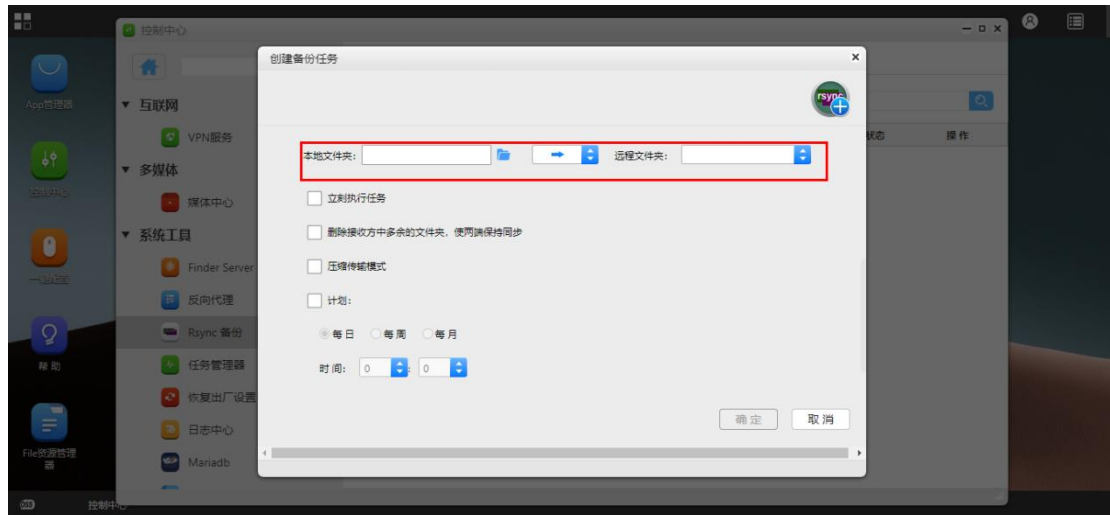 控制中心
创建备份任务
App管理器
互联网
rsync
VPN服务
状态
操作
本地文件夹:
远程文件夹:
控制中心
多媒体
立刻执行任务
媒体中心
删除接收方中多余的文件夹,使两端保持同步
系统工具
Finder Server
压缩传输模式
反向代理
计划:
Rsync 备份
每日
每周
每月
帮助
任务管理器
时间:
0
:
0
恢复出厂设置
日志中心
确定
取消
File资源管理
器
Mariadb
控制中心